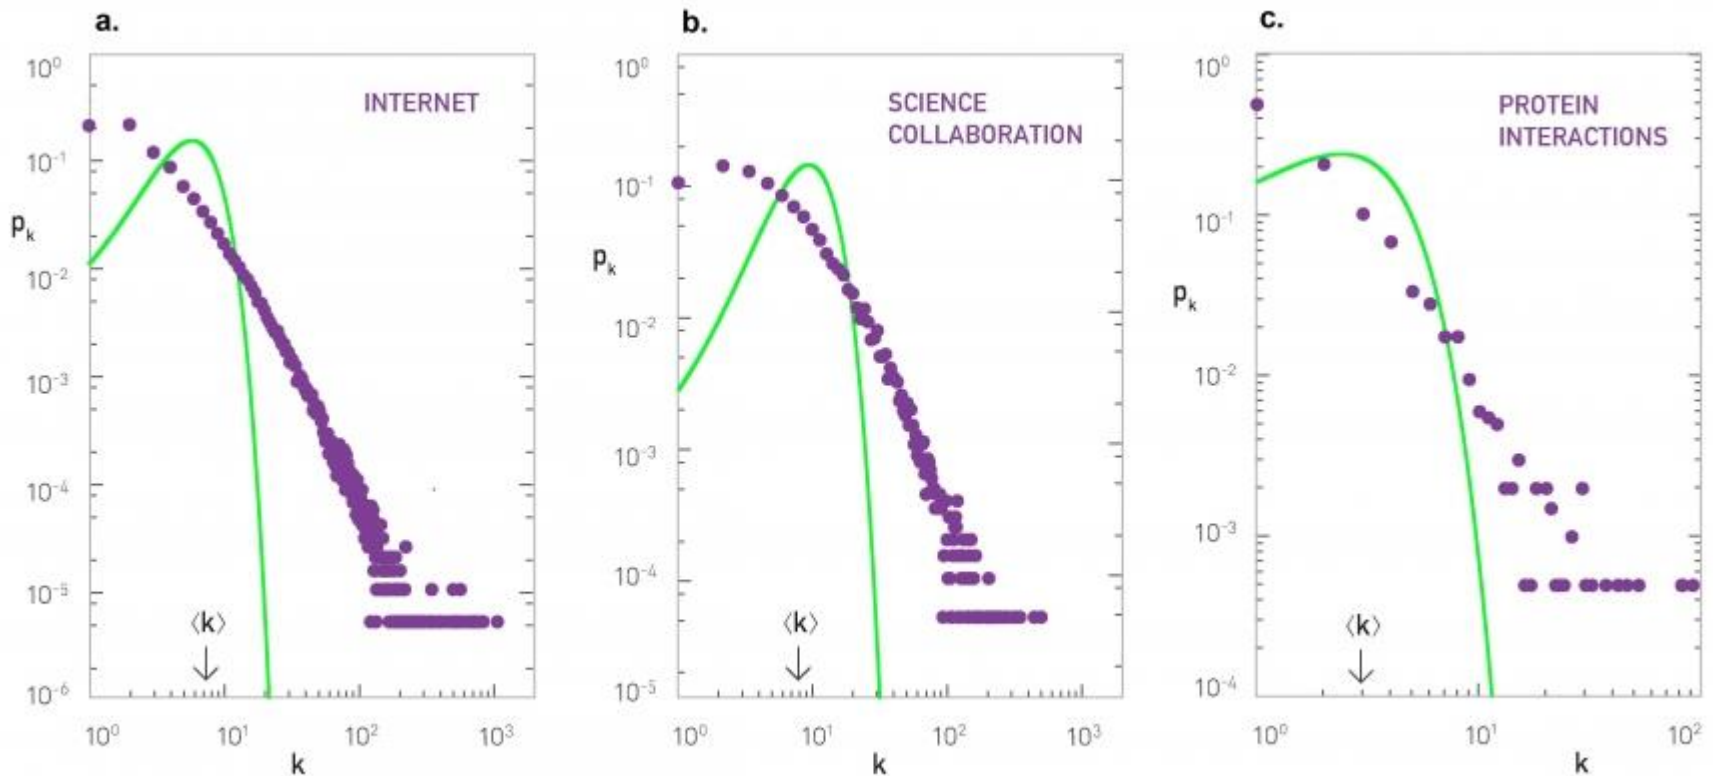 a.
INTERNET
10⁰
10⁻¹
10⁻²
10⁻³
10⁻⁴
10⁻⁵
10⁻⁶
pₖ
⟨k⟩
10⁰ 10¹ 10² 10³
k
b.
SCIENCE
COLLABORATION
10⁰
10⁻¹
10⁻²
10⁻³
10⁻⁴
10⁻⁵
pₖ
⟨k⟩
10⁰ 10¹ 10² 10³
k
c.
PROTEIN
INTERACTIONS
10⁰
10⁻¹
10⁻²
10⁻³
10⁻⁴
pₖ
⟨k⟩
10⁰ 10¹ 10²
k